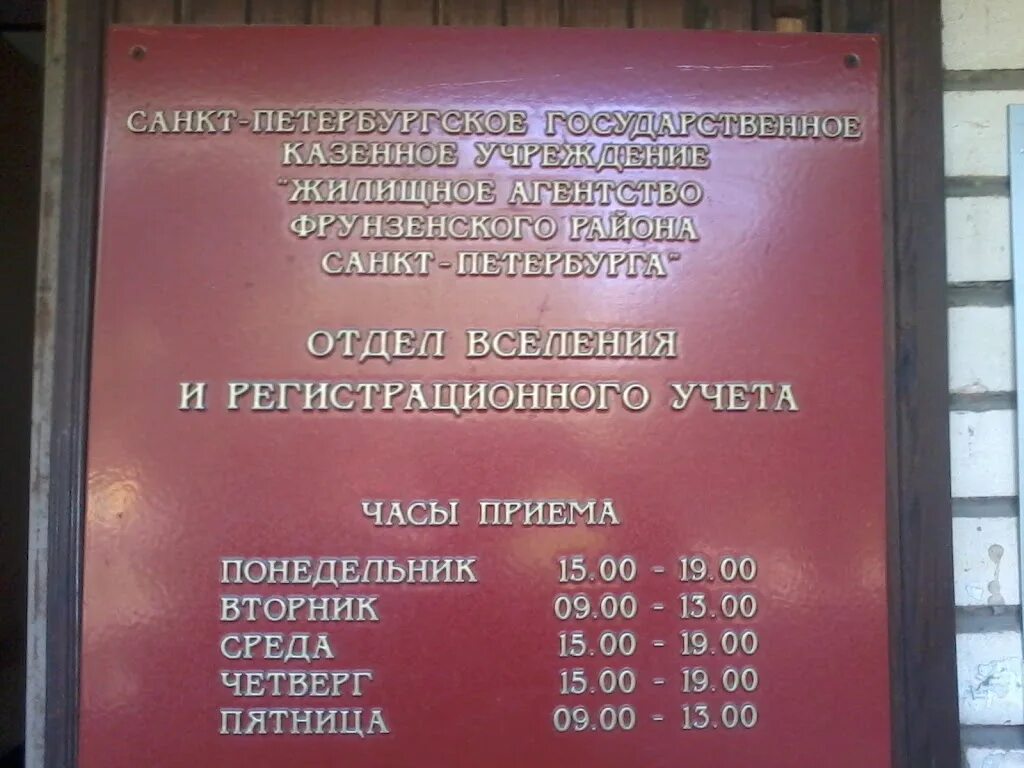 САНКТ-ПЕТЕРБУРГСКОЕ ГОСУДАРСТВЕННОЕ
КАЗЕННОЕ УЧРЕЖДЕНИЕ
"ЖИЛИЩНОЕ АГЕНТСТВО
ФРУНЗЕНСКОГО РАЙОНА
САНКТ-ПЕТЕРБУРГА"
ОТДЕЛ ВСЕЛЕНИЯ
И РЕГИСТРАЦИОННОГО УЧЕТА
ЧАСЫ ПРИЕМА
ПОНЕДЕЛЬНИК 15.00 - 19.00
ВТОРНИК 09.00 - 13.00
СРЕДА 15.00 - 19.00
ЧЕТВЕРГ 15.00 - 19.00
ПЯТНИЦА 09.00 - 13.00